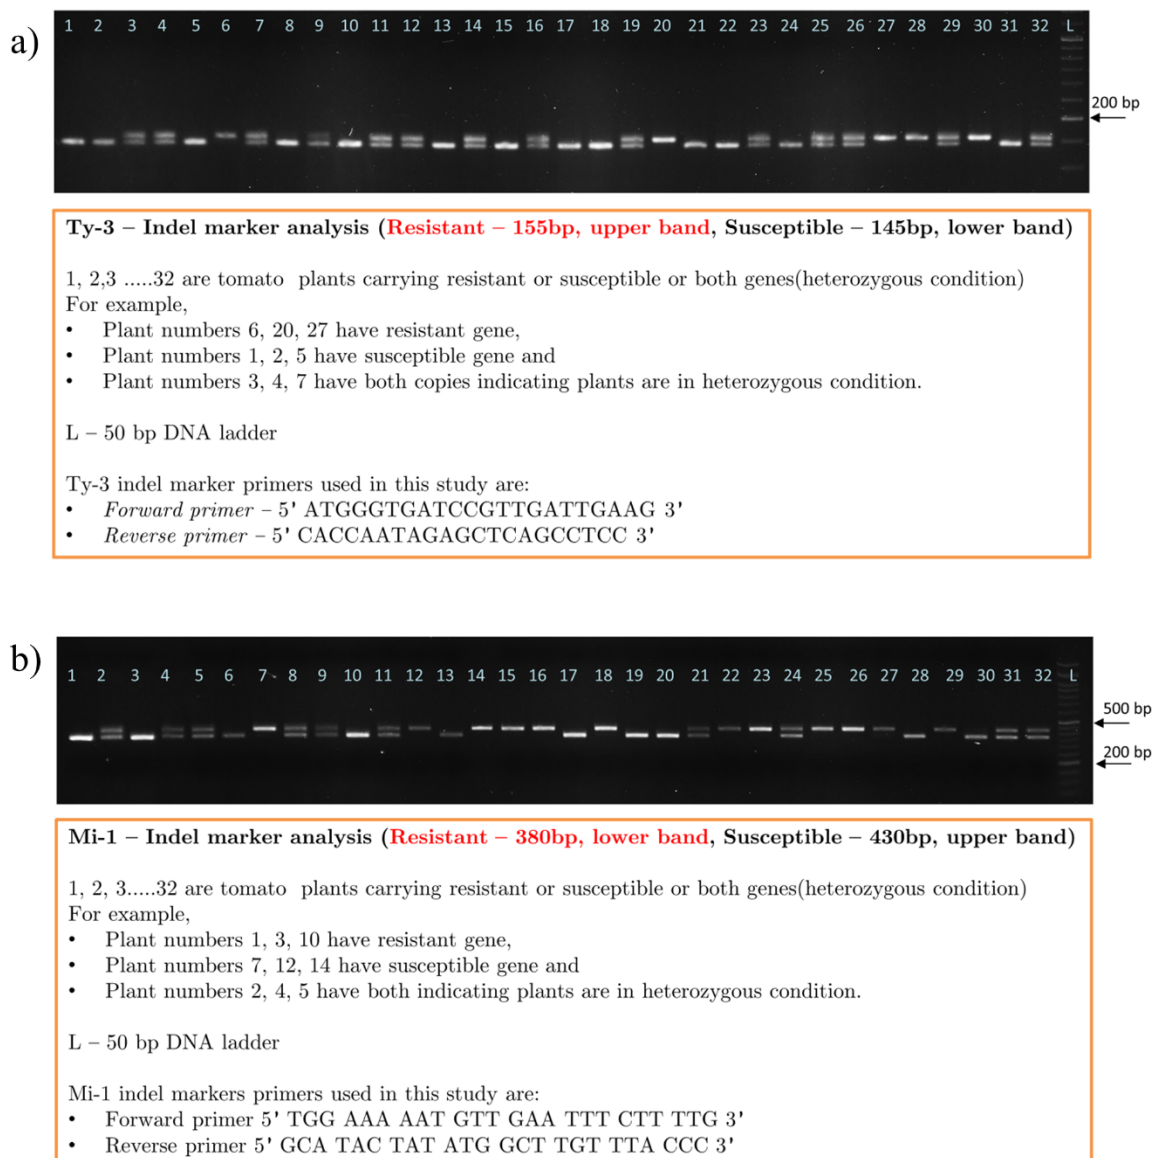 a)
1 2 3 4 5 6 7 8 9 10 11 12 13 14 15 16 17 18 19 20 21 22 23 24 25 26 27 28 29 30 31 32 L
200 bp
Ty-3 – Indel marker analysis (Resistant – 155bp, upper band, Susceptible – 145bp, lower band)
1, 2,3 .....32 are tomato plants carrying resistant or susceptible or both genes(heterozygous condition)
For example,
• Plant numbers 6, 20, 27 have resistant gene,
• Plant numbers 1, 2, 5 have susceptible gene and
• Plant numbers 3, 4, 7 have both copies indicating plants are in heterozygous condition.
L – 50 bp DNA ladder
Ty-3 indel marker primers used in this study are:
• Forward primer – 5' ATGGGTGATCCGTTGATTGAAG 3'
• Reverse primer – 5' CACCAATAGAGCTCAGCCTCC 3'
b)
1 2 3 4 5 6 7 8 9 10 11 12 13 14 15 16 17 18 19 20 21 22 23 24 25 26 27 28 29 30 31 32 L
500 bp
200 bp
Mi-1 – Indel marker analysis (Resistant – 380bp, lower band, Susceptible – 430bp, upper band)
1, 2, 3.....32 are tomato plants carrying resistant or susceptible or both genes(heterozygous condition)
For example,
• Plant numbers 1, 3, 10 have resistant gene,
• Plant numbers 7, 12, 14 have susceptible gene and
• Plant numbers 2, 4, 5 have both indicating plants are in heterozygous condition.
L – 50 bp DNA ladder
Mi-1 indel markers primers used in this study are:
• Forward primer 5' TGG AAA AAT GTT GAA TTT CTT TTG 3'
• Reverse primer 5' GCA TAC TAT ATG GCT TGT TTA CCC 3'